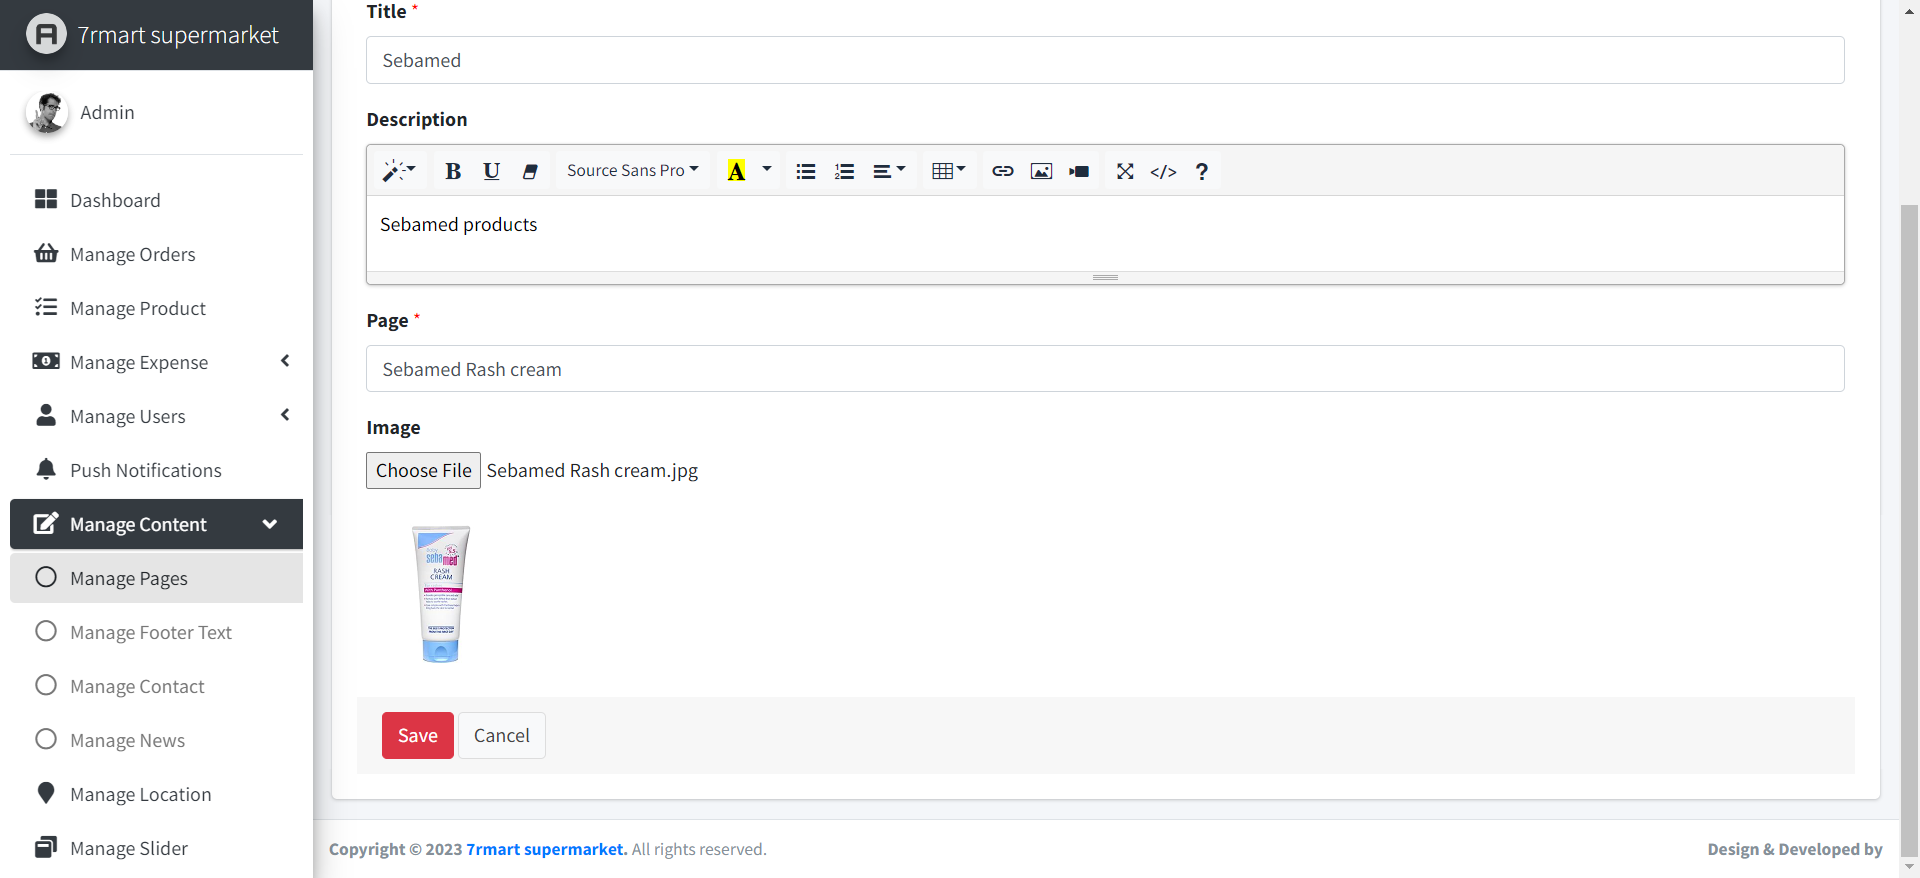 7rmart supermarket
Admin
Dashboard
Manage Orders
Manage Product
Manage Expense
Manage Users
Push Notifications
Manage Content
Manage Pages
Manage Footer Text
Manage Contact
Manage News
Manage Location
Manage Slider
Title *
Sebamed
Description
B U Source Sans Pro A </> ?
Sebamed products
Page *
Sebamed Rash cream
Image
Choose File Sebamed Rash cream.jpg
sebamed
RASH
CREAM
Save Cancel
Copyright © 2023 7rmart supermarket. All rights reserved.
Design & Developed by